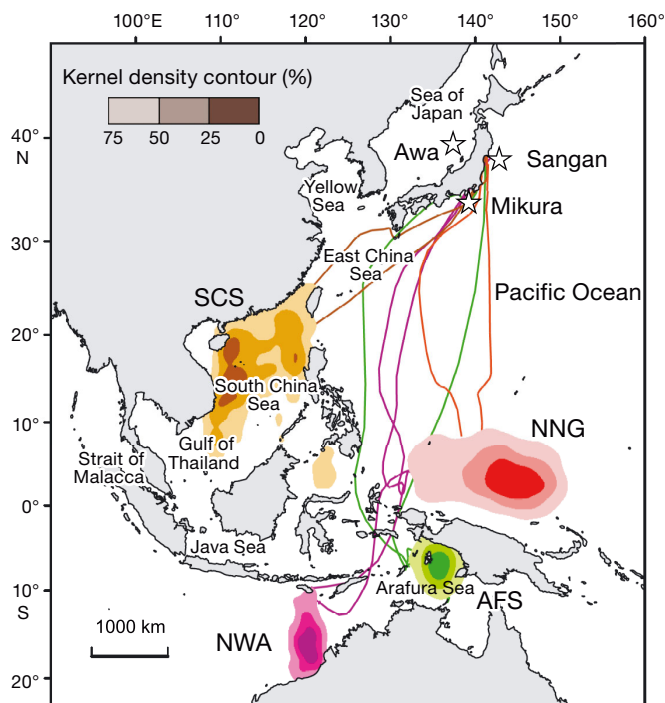 100°E 110° 120° 130° 140° 150° 160°
Kernel density contour (%)
75 50 25 0
Sea of
Japan
40°
N
Awa
Sangan
Yellow
Sea
Mikura
30°
East China
Sea
SCS
Pacific Ocean
20°
South China
Sea
10°
NNG
Gulf of
Thailand
Strait of
Malacca
0°
Java Sea
Arafura Sea
10°
S
AFS
1000 km
NWA
20°